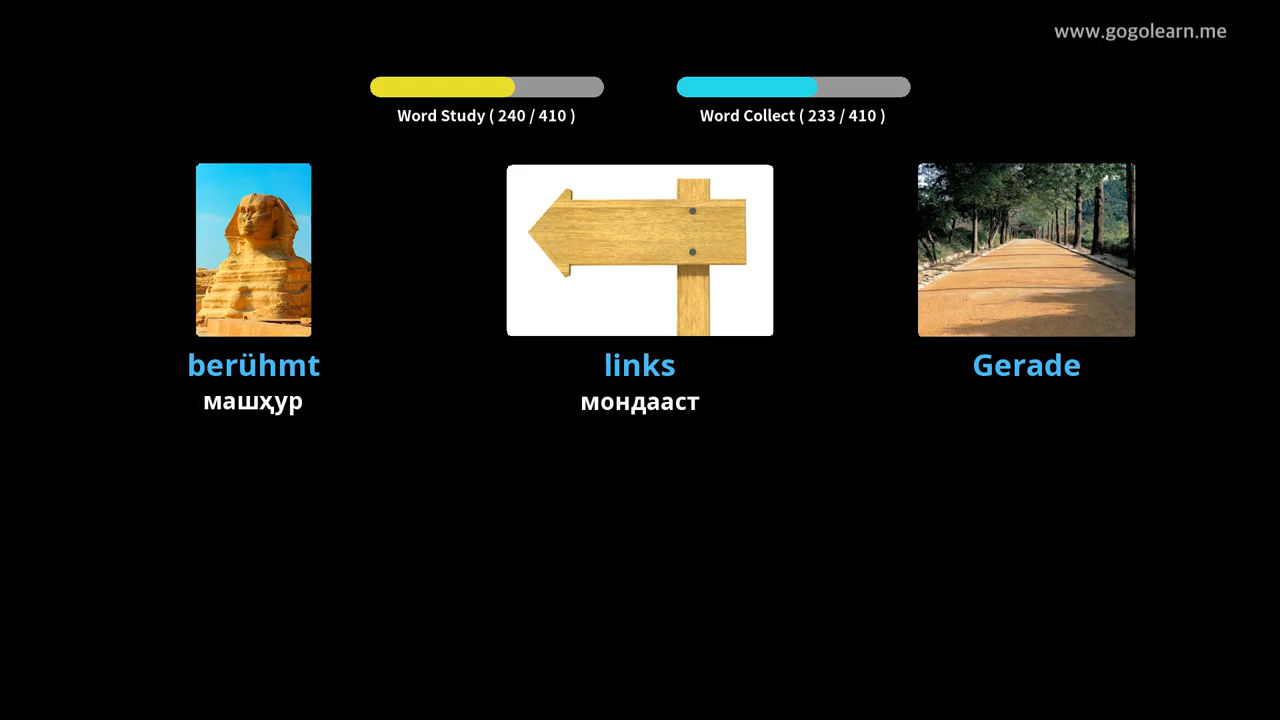 www.gogolearn.me
Word Study ( 240 / 410 )
Word Collect ( 233 / 410 )
berühmt
машҳур
links
мондааст
Gerade